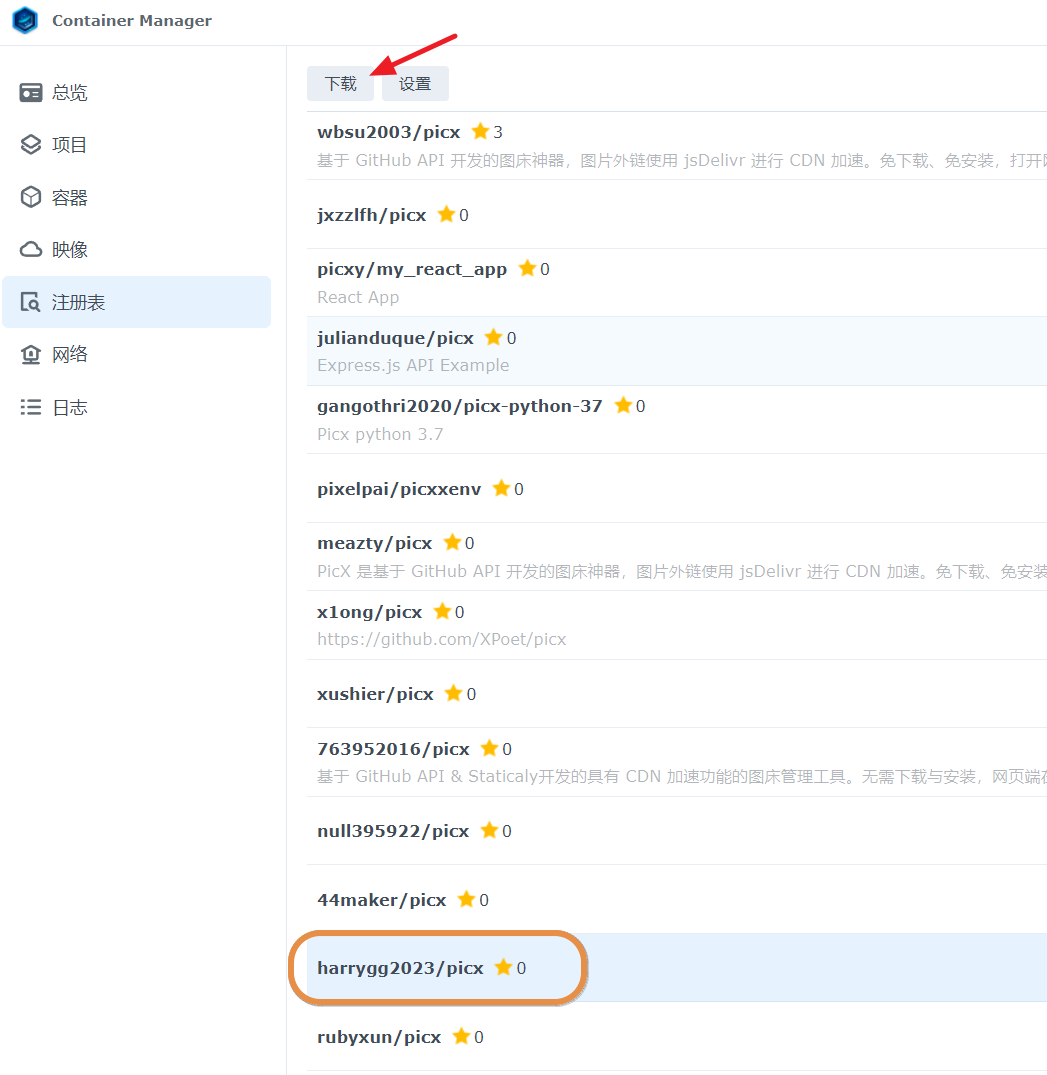 Container Manager
总览
项目
容器
映像
注册表
网络
日志
下载 设置
wbsu2003/picx 3
基于 GitHub API 开发的图床神器，图片外链使用 jsDelivr 进行 CDN 加速。免下载、免安装，打开
jxzzlfh/picx 0
picxy/my_react_app 0
React App
julianduque/picx 0
Express.js API Example
gangothri2020/picx-python-37 0
Picx python 3.7
pixelpai/picxxenv 0
meazty/picx 0
PicX 是基于 GitHub API 开发的图床神器，图片外链使用 jsDelivr 进行 CDN 加速。免下载、免安装
x1ong/picx 0
https://github.com/XPoet/picx
xushier/picx 0
763952016/picx 0
基于 GitHub API & Staticaly开发的具有 CDN 加速功能的图床管理工具。无需下载与安装，网页端在
null395922/picx 0
44maker/picx 0
harrygg2023/picx 0
rubyxun/picx 0